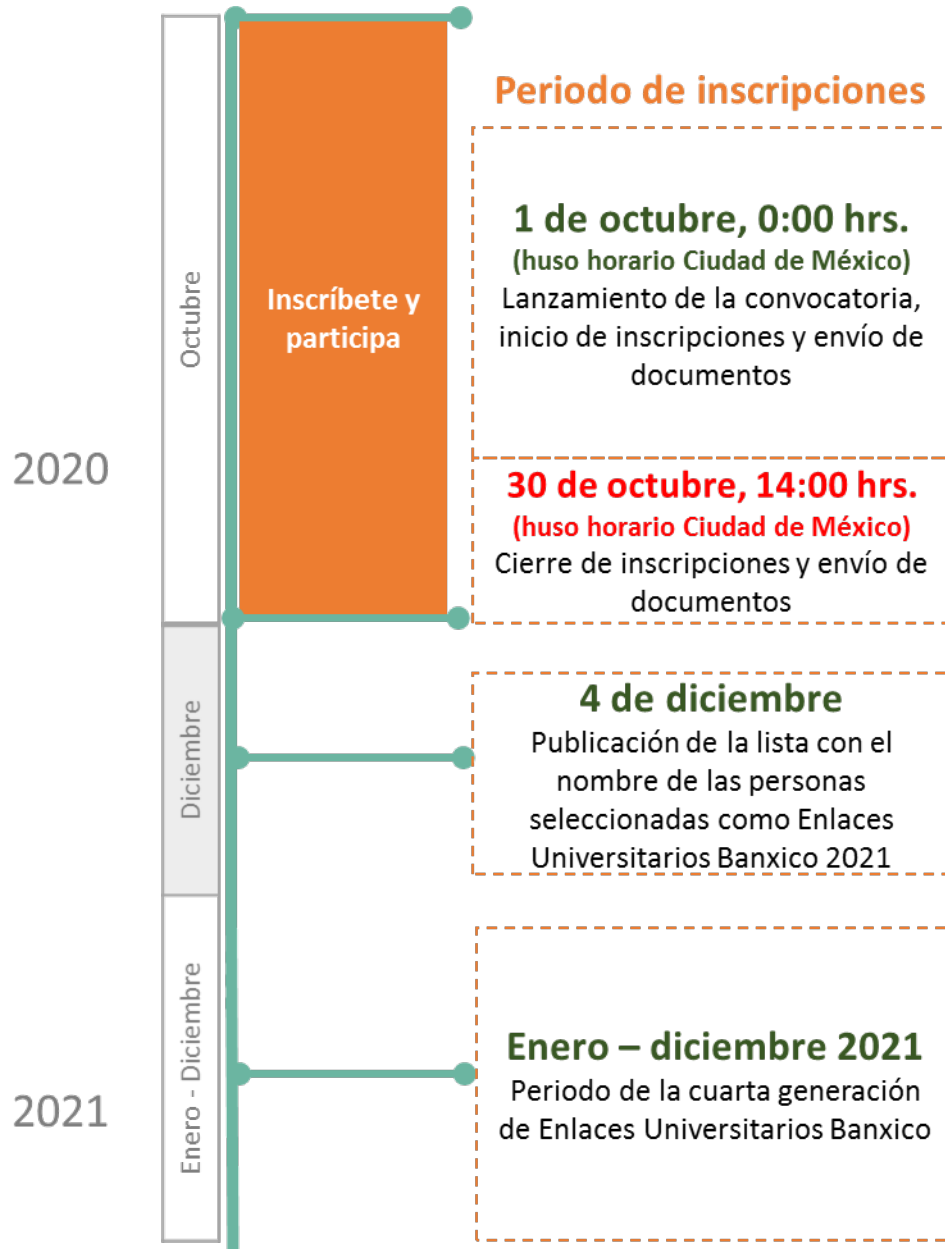 Periodo de inscripciones
2020
Octubre
Inscríbete y
participa
1 de octubre, 0:00 hrs.
(huso horario Ciudad de México)
Lanzamiento de la convocatoria,
inicio de inscripciones y envío de
documentos
30 de octubre, 14:00 hrs.
(huso horario Ciudad de México)
Cierre de inscripciones y envío de
documentos
Diciembre
4 de diciembre
Publicación de la lista con el
nombre de las personas
seleccionadas como Enlaces
Universitarios Banxico 2021
2021
Enero - Diciembre
Enero – diciembre 2021
Periodo de la cuarta generación
de Enlaces Universitarios Banxico